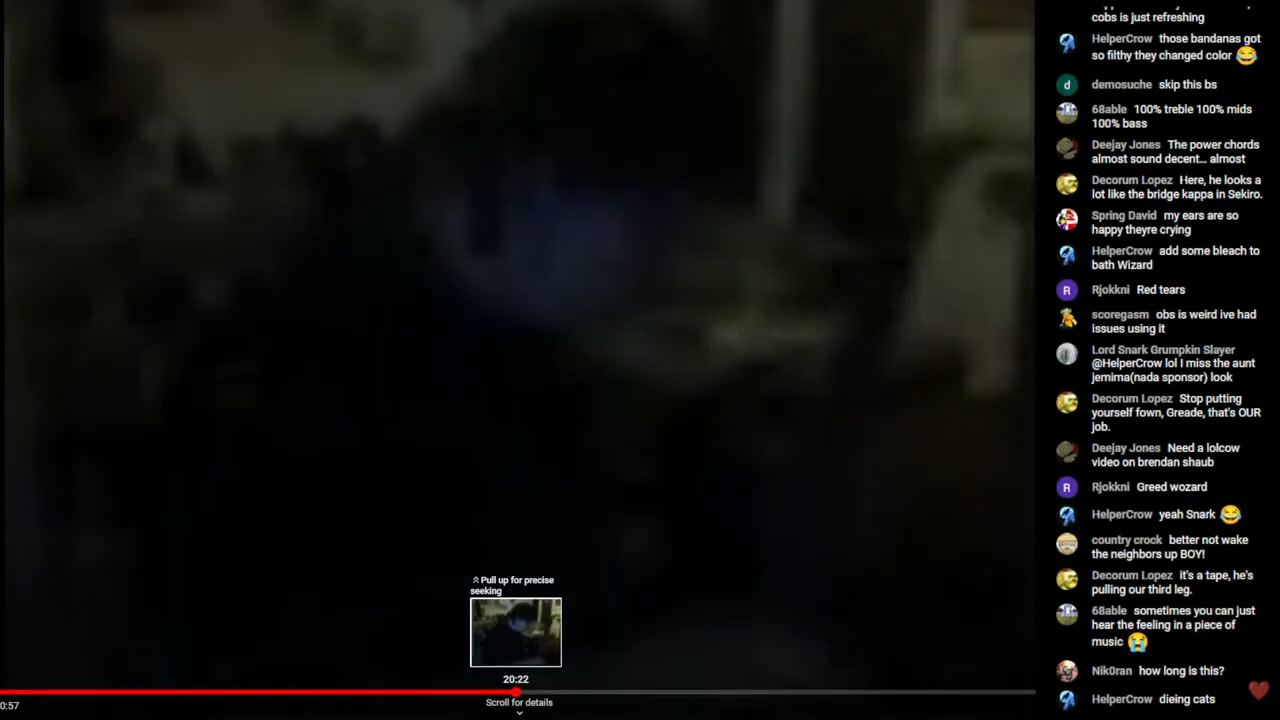 cobs is just refreshing
HelperCrow those bandanas got
so filthy they changed color 😂
d
demosuche skip this bs
68able 100% treble 100% mids
100% bass
Deejay Jones The power chords
almost sound decent... almost
Decorum Lopez Here, he looks a
lot like the bridge kappa in Sekiro.
Spring David my ears are so
happy theyre crying
HelperCrow add some bleach to
bath Wizard
R
Rjokkni Red tears
scoregasm obs is weird ive had
issues using it
Lord Snark Grumpkin Slayer
@HelperCrow lol I miss the aunt
jemima(nada sponsor) look
Decorum Lopez Stop putting
yourself fown, Greade, that's OUR
job.
Deejay Jones Need a lolcow
video on brendan shaub
R
Rjokkni Greed wozard
HelperCrow yeah Snark 😂
country crock better not wake
the neighbors up BOY!
Decorum Lopez it's a tape, he's
pulling our third leg.
68able sometimes you can just
hear the feeling in a piece of
music 😭
Nik0ran how long is this?
HelperCrow dieing cats
Pull up for precise
seeking
20:22
Scroll for details
0:57